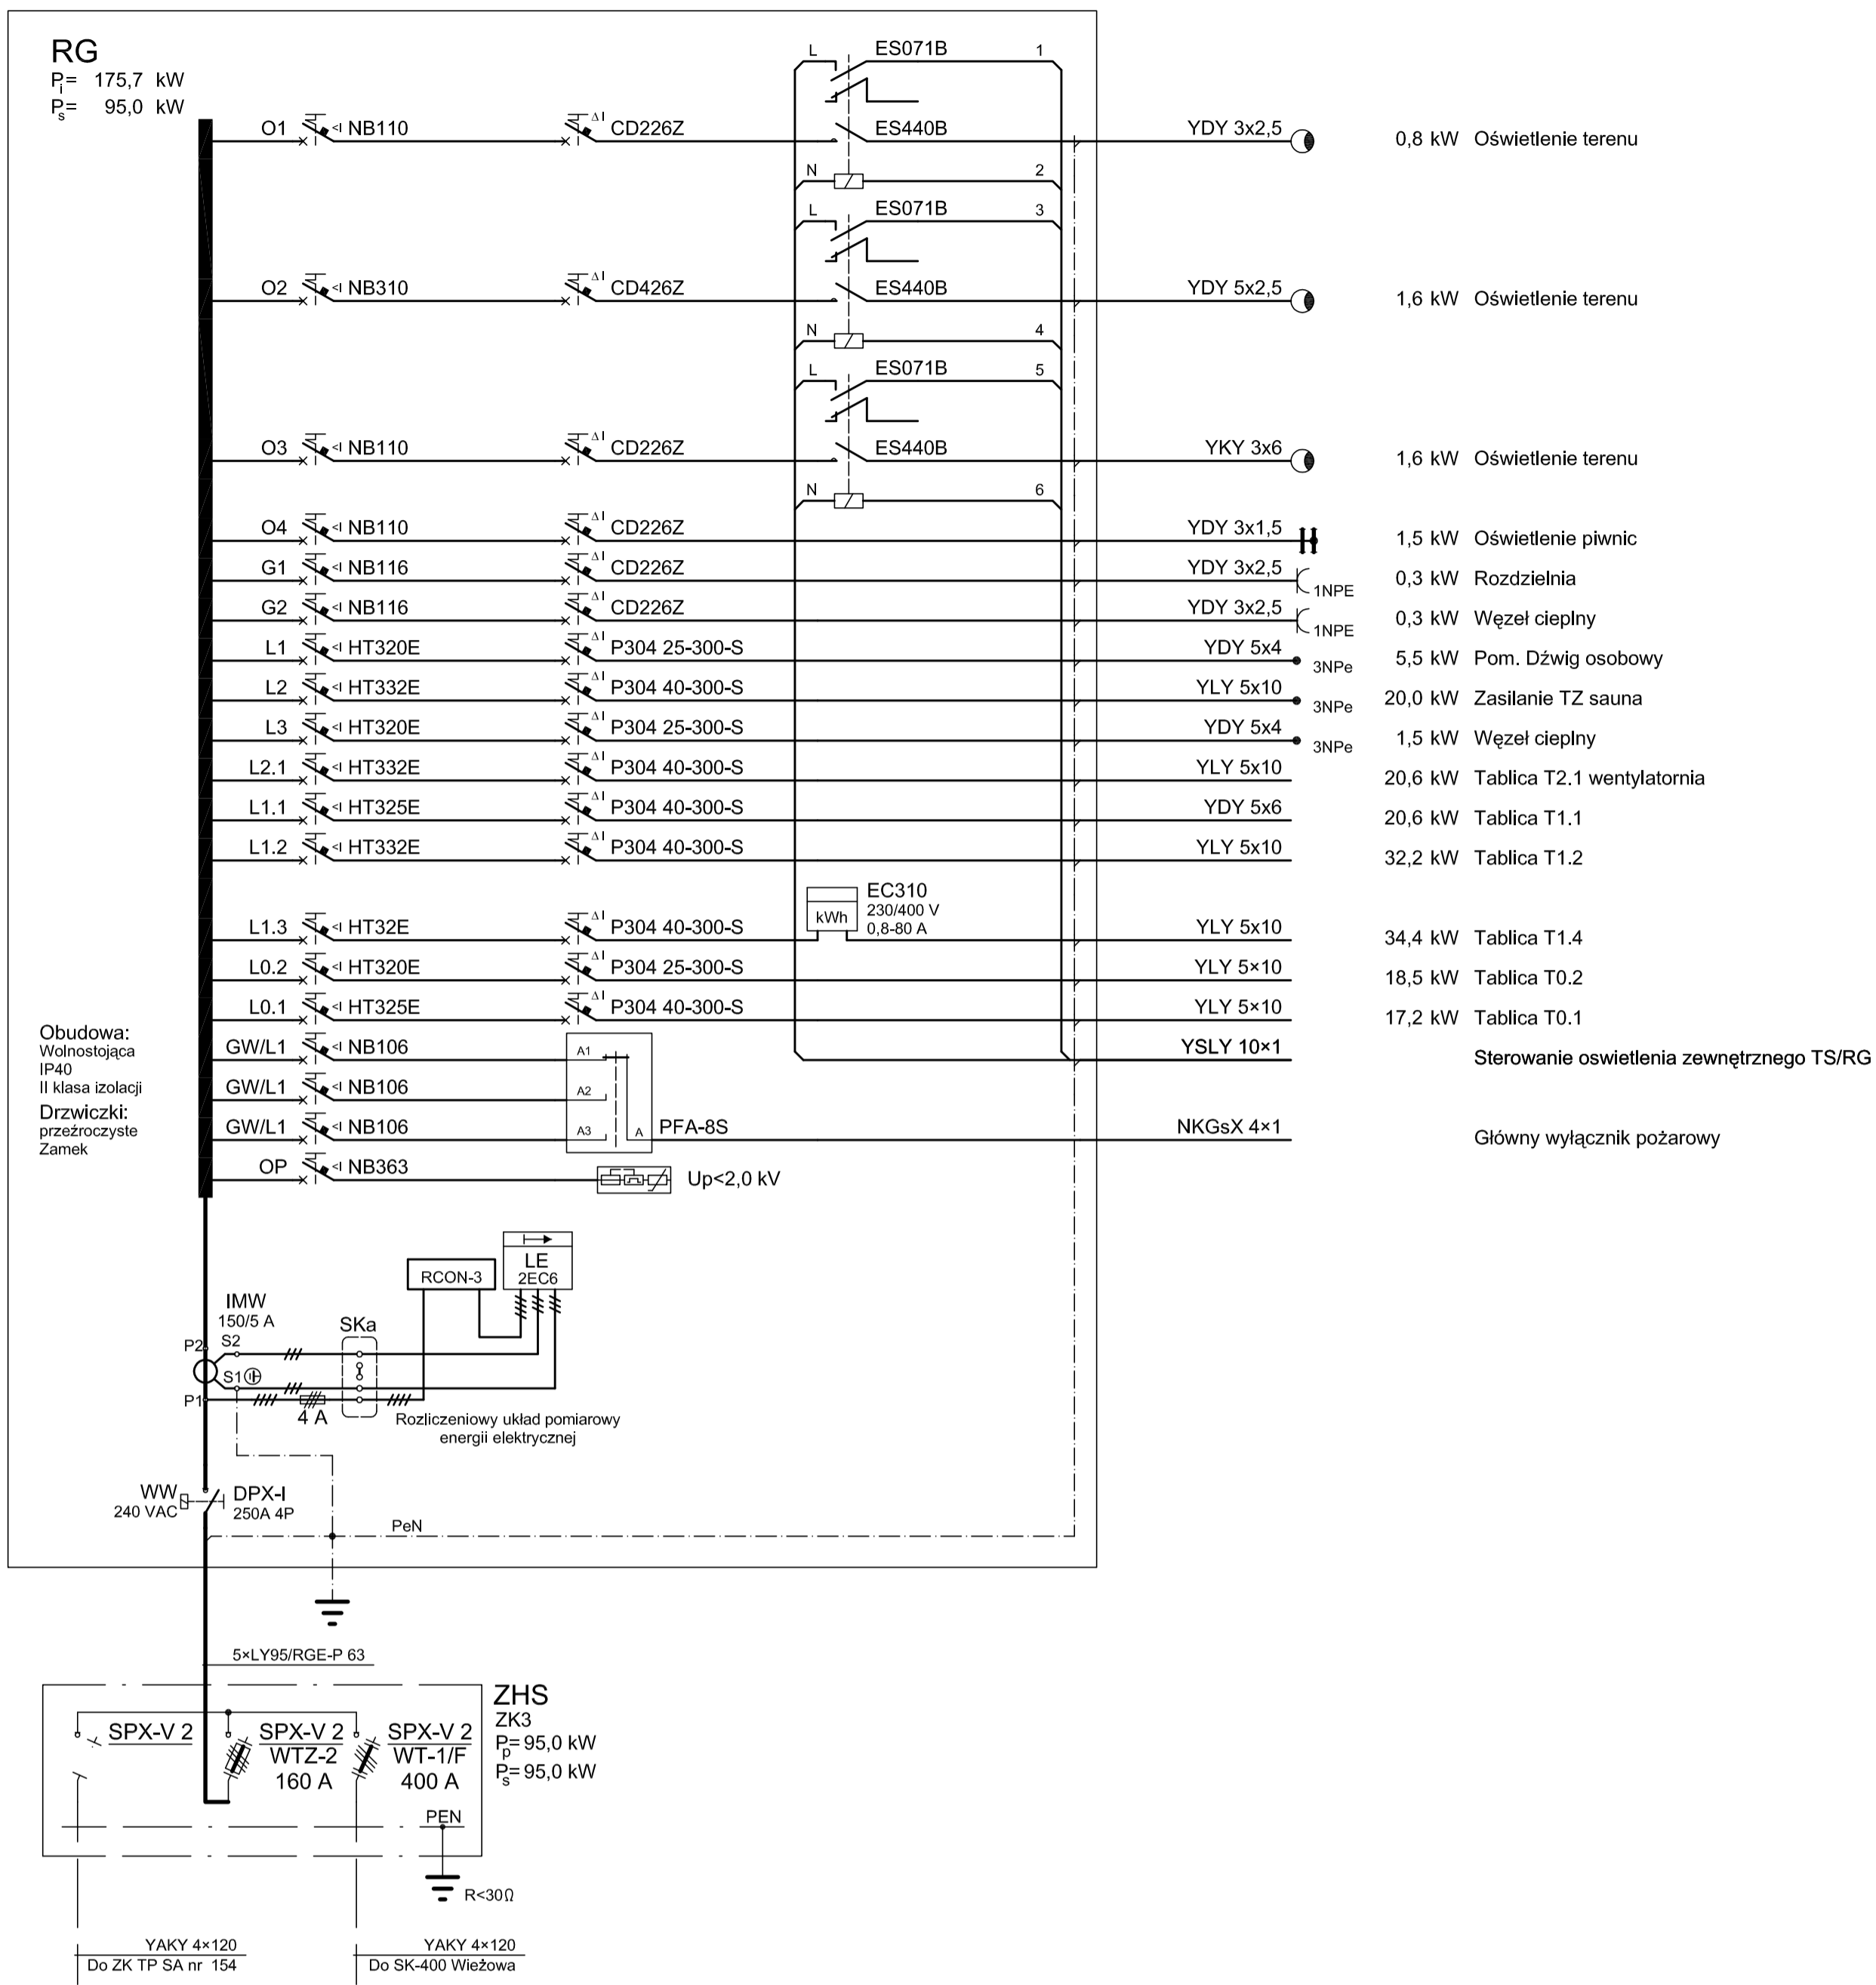 RG
Pi= 175,7 kW
Ps= 95,0 kW
L ES071B 1
O1 <I NB110 ΔI CD226Z ES440B YDY 3x2,5 0,8 kW Oświetlenie terenu
N 2
L ES071B 3
O2 <I NB310 ΔI CD426Z ES440B YDY 5x2,5 1,6 kW Oświetlenie terenu
N 4
L ES071B 5
O3 <I NB110 ΔI CD226Z ES440B YKY 3x6 1,6 kW Oświetlenie terenu
N 6
O4 <I NB110 ΔI CD226Z YDY 3x1,5 1,5 kW Oświetlenie piwnic
G1 <I NB116 ΔI CD226Z YDY 3x2,5 1NPE 0,3 kW Rozdzielnia
G2 <I NB116 ΔI CD226Z YDY 3x2,5 1NPE 0,3 kW Węzeł cieplny
L1 <I HT320E ΔI P304 25-300-S YDY 5x4 3NPe 5,5 kW Pom. Dźwig osobowy
L2 <I HT332E ΔI P304 40-300-S YLY 5x10 3NPe 20,0 kW Zasilanie TZ sauna
L3 <I HT320E ΔI P304 25-300-S YDY 5x4 3NPe 1,5 kW Węzeł cieplny
L2.1 <I HT332E ΔI P304 40-300-S YLY 5x10 20,6 kW Tablica T2.1 wentylatornia
L1.1 <I HT325E ΔI P304 40-300-S YDY 5x6 20,6 kW Tablica T1.1
L1.2 <I HT332E ΔI P304 40-300-S YLY 5x10 32,2 kW Tablica T1.2
EC310
230/400 V
0,8-80 A
kWh
L1.3 <I HT32E ΔI P304 40-300-S YLY 5x10 34,4 kW Tablica T1.4
L0.2 <I HT320E ΔI P304 25-300-S YLY 5×10 18,5 kW Tablica T0.2
L0.1 <I HT325E ΔI P304 40-300-S YLY 5×10 17,2 kW Tablica T0.1
Obudowa:
Wolnostojąca
IP40
II klasa izolacji
Drzwiczki:
przeźroczyste
Zamek
GW/L1 <I NB106 A1 YSLY 10×1 Sterowanie oswietlenia zewnętrznego TS/RG
GW/L1 <I NB106 A2
GW/L1 <I NB106 A3 A PFA-8S NKGsX 4×1 Główny wyłącznik pożarowy
OP <I NB363 Up<2,0 kV
LE
2EC6
RCON-3
IMW
150/5 A
SKa
P2 S2
S1
P1
4 A
Rozliczeniowy układ pomiarowy
energii elektrycznej
WW
240 VAC
DPX-I
250A 4P
PeN
5×LY95/RGE-P 63
ZHS
ZK3
Pp= 95,0 kW
Ps= 95,0 kW
SPX-V 2
SPX-V 2
WTZ-2
160 A
SPX-V 2
WT-1/F
400 A
PEN
R<30Ω
YAKY 4×120
Do ZK TP SA nr 154
YAKY 4×120
Do SK-400 Wieżowa